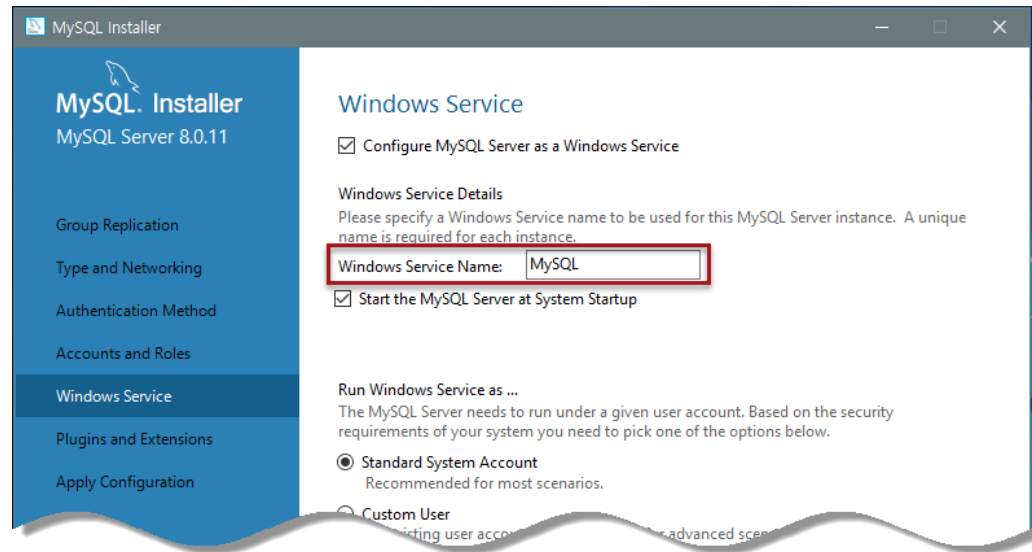 MySQL Installer
MySQL. Installer
MySQL Server 8.0.11
Group Replication
Type and Networking
Authentication Method
Accounts and Roles
Windows Service
Plugins and Extensions
Apply Configuration
Windows Service
Configure MySQL Server as a Windows Service
Windows Service Details
Please specify a Windows Service name to be used for this MySQL Server instance. A unique
name is required for each instance.
Windows Service Name: MySQL
Start the MySQL Server at System Startup
Run Windows Service as ...
The MySQL Server needs to run under a given user account. Based on the security
requirements of your system you need to pick one of the options below.
Standard System Account
Recommended for most scenarios.
Custom User
user advanced